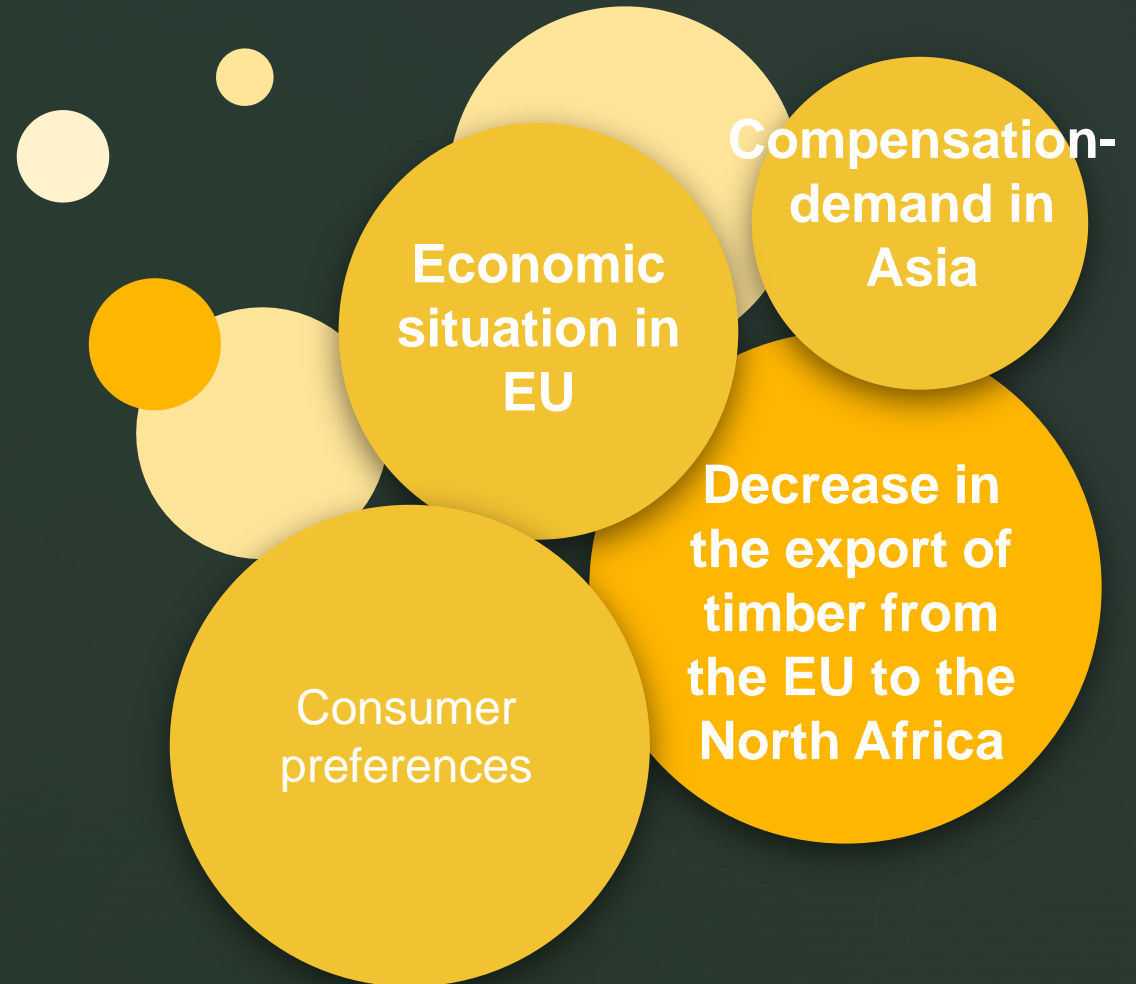 Compensation-
demand in
Asia
Economic
situation in
EU
Decrease in
the export of
timber from
the EU to the
North Africa
Consumer
preferences